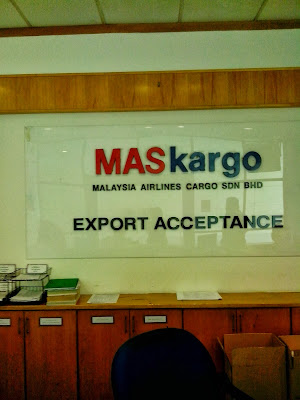 MASkargo
MALAYSIA AIRLINES CARGO SDN BHD
EXPORT ACCEPTANCE